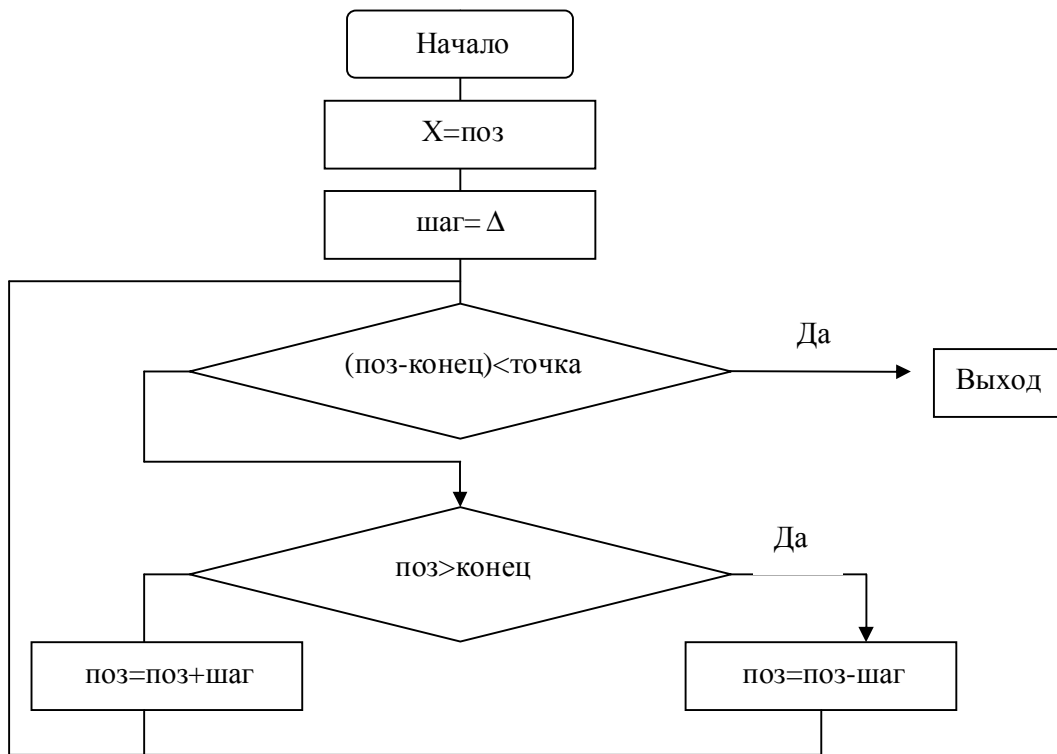 Начало
X=поз
шаг= Δ
(поз-конец)<точка
Да
Выход
поз>конец
Да
поз=поз+шаг
поз=поз-шаг